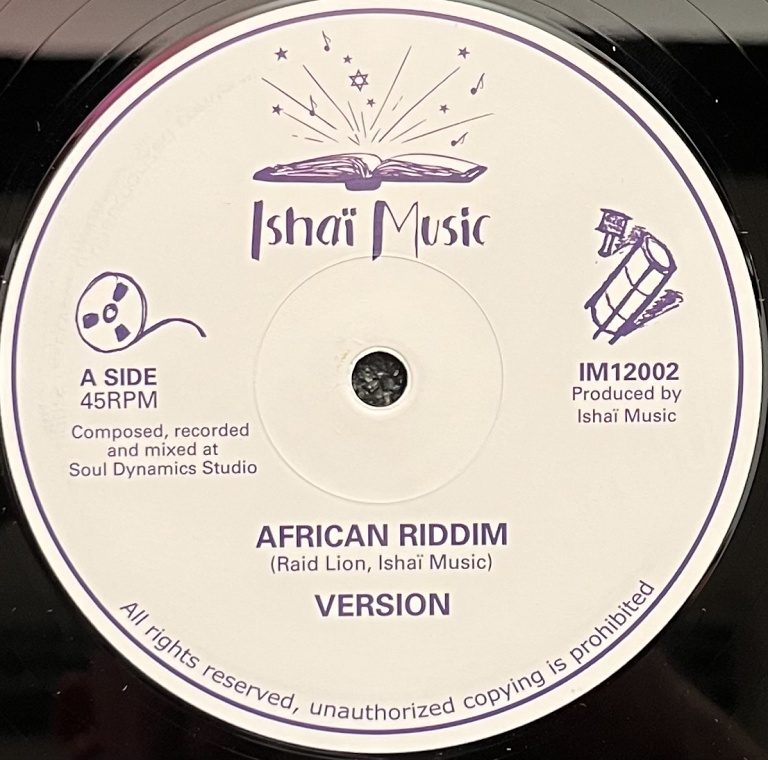 Ishaï Music
A SIDE
45RPM
Composed, recorded
and mixed at
Soul Dynamics Studio
IM12002
Produced by
Ishaï Music
AFRICAN RIDDIM
(Raid Lion, Ishaï Music)
VERSION
All rights reserved, unauthorized copying is prohibited